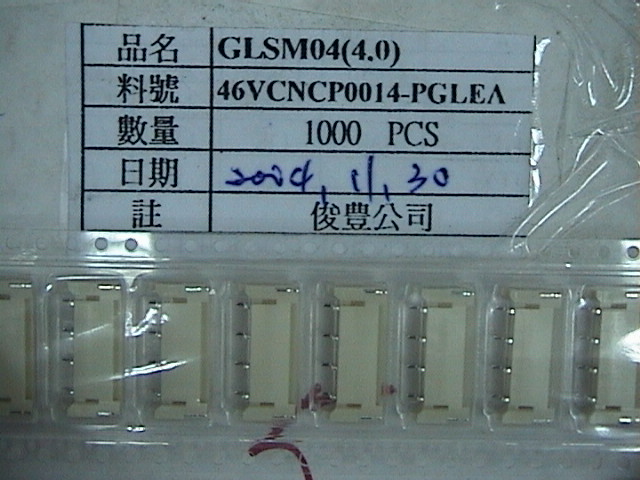 品名 GLSM04(4.0)
料號 46VCNCP0014-PGLEA
數量 1000 PCS
日期 2004, 11, 30
註 俊豐公司